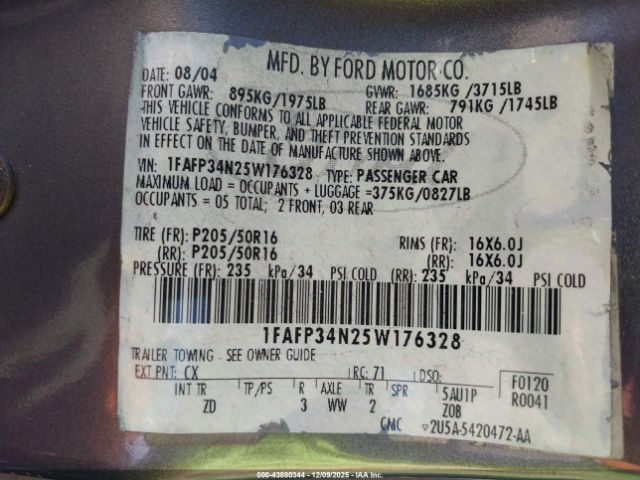 MFD. BY FORD MOTOR CO.
DATE: 08/04
FRONT GAWR: 895KG/1975LB GVWR: 1685KG/3715LB
REAR GAWR: 791KG/1745LB
THIS VEHICLE CONFORMS TO ALL APPLICABLE FEDERAL MOTOR
VEHICLE SAFETY, BUMPER, AND THEFT PREVENTION STANDARDS
IN EFFECT ON THE DATE OF MANUFACTURE SHOWN ABOVE.
VIN: 1FAFP34N25W176328 TYPE: PASSENGER CAR
MAXIMUM LOAD = OCCUPANTS + LUGGAGE = 375KG/0827LB
OCCUPANTS = 05 TOTAL; 2 FRONT, 03 REAR
TIRE (FR): P205/50R16 RIMS (FR): 16X6.0J
(RR): P205/50R16 (RR): 16X6.0J
PRESSURE (FR): 235 kPa/34 PSI COLD (RR): 235 kPa/34 PSI COLD
1FAFP34N25W176328
TRAILER TOWING - SEE OWNER GUIDE
EXT PNT: CX RC: 71 DSO: F0120
INT TR TP/PS R AXLE TR SPR 5AU1P R0041
ZD 3 WW 2 Z0B
CMC ▽2U5A-5420472-AA
000-43880344 - 12/09/2025 - IAAI.COM